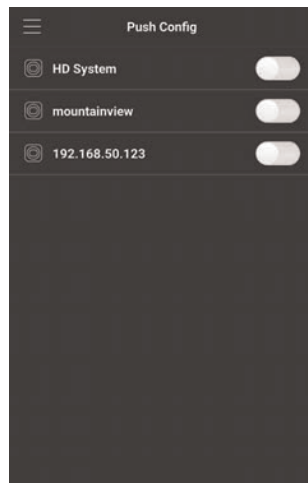 Push Config
HD System
mountainview
192.168.50.123